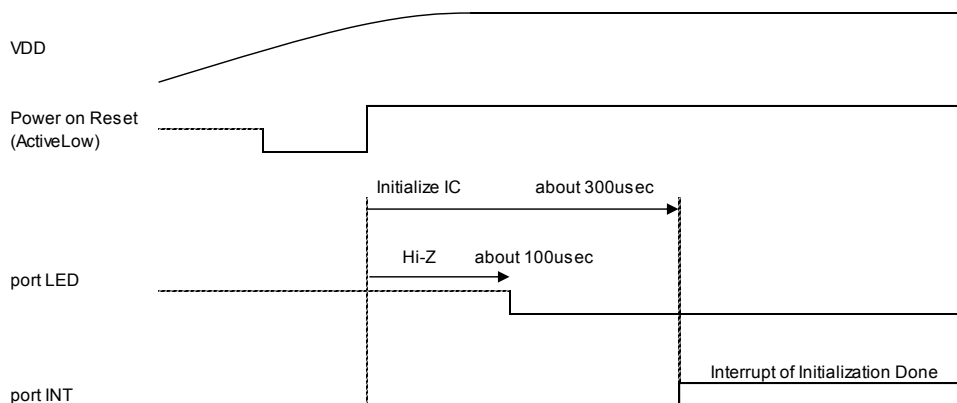 VDD
Power on Reset
(ActiveLow)
Initialize IC about 300usec
Hi-Z about 100usec
port LED
Interrupt of Initialization Done
port INT